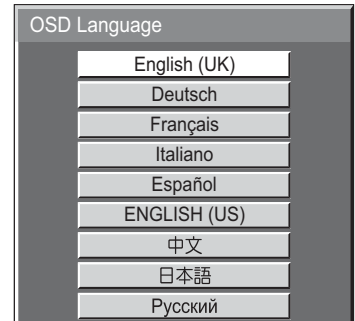 OSD Language
English (UK)
Deutsch
Français
Italiano
Español
ENGLISH (US)
中文
日本語
Русский